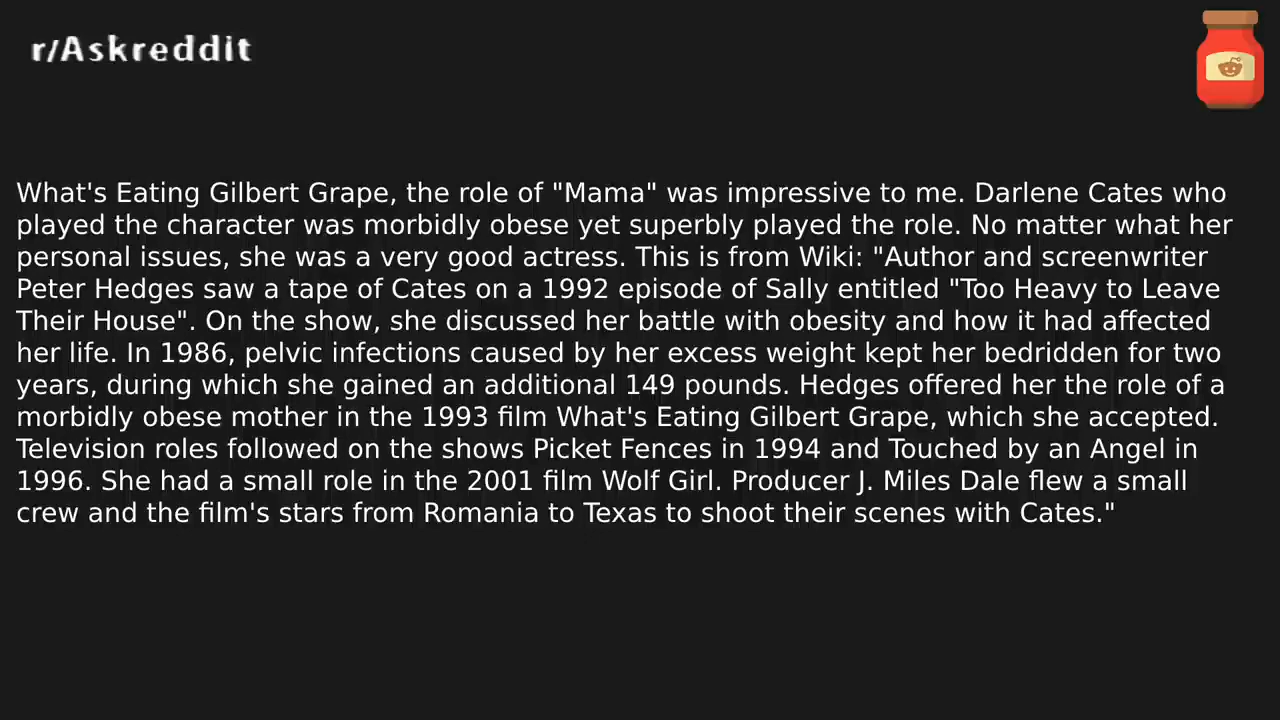 r/Askreddit
What's Eating Gilbert Grape, the role of "Mama" was impressive to me. Darlene Cates who
played the character was morbidly obese yet superbly played the role. No matter what her
personal issues, she was a very good actress. This is from Wiki: "Author and screenwriter
Peter Hedges saw a tape of Cates on a 1992 episode of Sally entitled "Too Heavy to Leave
Their House". On the show, she discussed her battle with obesity and how it had affected
her life. In 1986, pelvic infections caused by her excess weight kept her bedridden for two
years, during which she gained an additional 149 pounds. Hedges offered her the role of a
morbidly obese mother in the 1993 film What's Eating Gilbert Grape, which she accepted.
Television roles followed on the shows Picket Fences in 1994 and Touched by an Angel in
1996. She had a small role in the 2001 film Wolf Girl. Producer J. Miles Dale flew a small
crew and the film's stars from Romania to Texas to shoot their scenes with Cates."